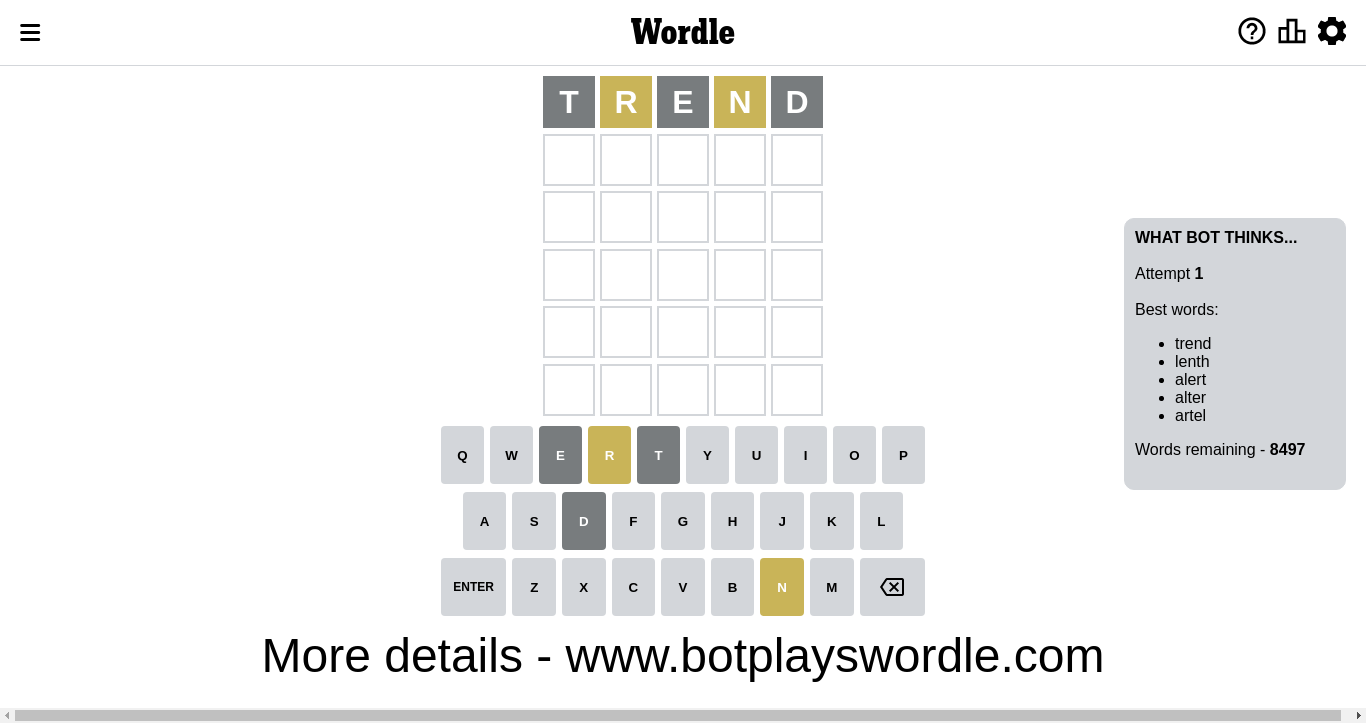 Wordle
T R E N D
WHAT BOT THINKS...
Attempt 1
Best words:
trend
lenth
alert
alter
artel
Words remaining - 8497
Q W E R T Y U I O P
A S D F G H J K L
ENTER Z X C V B N M
More details - www.botplayswordle.com